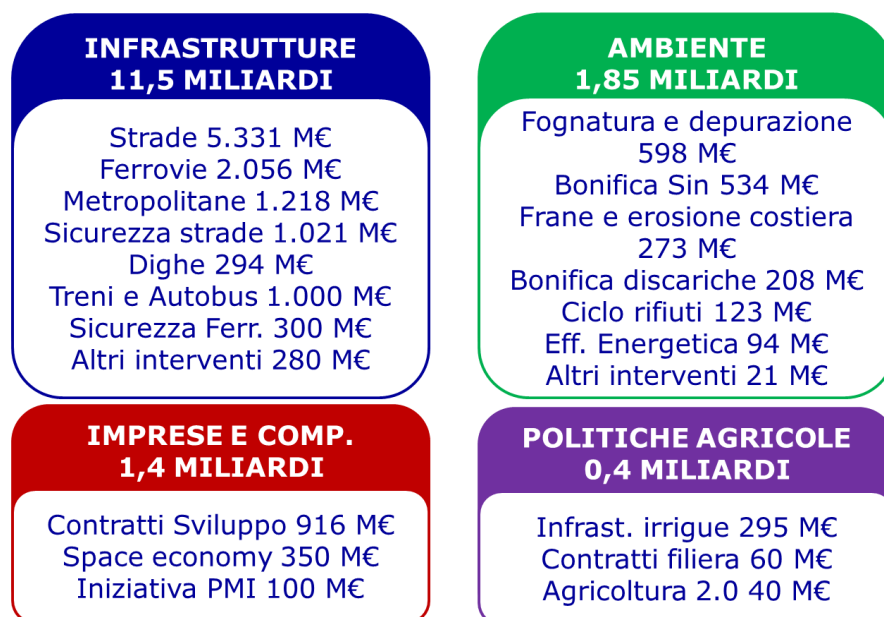 INFRASTRUTTURE
11,5 MILIARDI
Strade 5.331 M€
Ferrovie 2.056 M€
Metropolitane 1.218 M€
Sicurezza strade 1.021 M€
Dighe 294 M€
Treni e Autobus 1.000 M€
Sicurezza Ferr. 300 M€
Altri interventi 280 M€
AMBIENTE
1,85 MILIARDI
Fognatura e depurazione
598 M€
Bonifica Sin 534 M€
Frane e erosione costiera
273 M€
Bonifica discariche 208 M€
Ciclo rifiuti 123 M€
Eff. Energetica 94 M€
Altri interventi 21 M€
IMPRESE E COMP.
1,4 MILIARDI
Contratti Sviluppo 916 M€
Space economy 350 M€
Iniziativa PMI 100 M€
POLITICHE AGRICOLE
0,4 MILIARDI
Infrast. irrigue 295 M€
Contratti filiera 60 M€
Agricoltura 2.0 40 M€